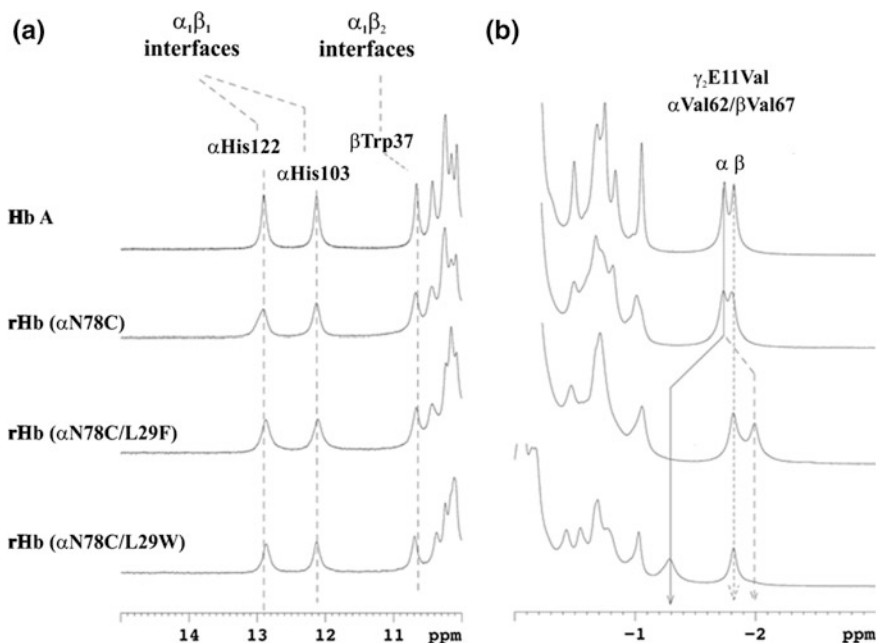 (a)
α₁β₁
interfaces
α₁β₂
interfaces
αHis122
αHis103
βTrp37
Hb A
rHb (αN78C)
rHb (αN78C/L29F)
rHb (αN78C/L29W)
14 13 12 11 ppm
(b)
γ₂E11Val
αVal62/βVal67
α β
-1 -2 ppm